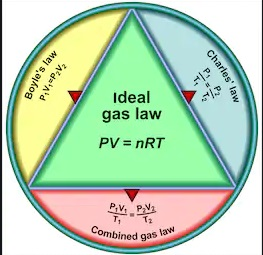 Boyle's law
P₁V₁=P₂V₂
Charles' law
P₁/T₁ = P₂/T₂
Ideal
gas law
PV = nRT
P₁V₁/T₁ = P₂V₂/T₂
Combined gas law